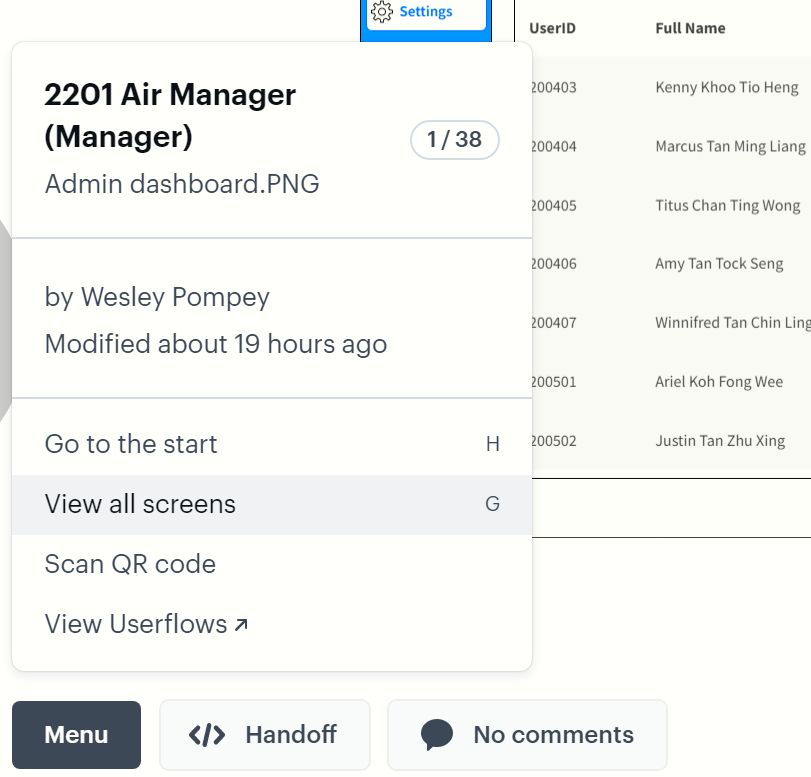 Settings
UserID Full Name
2201 Air Manager
(Manager)
1 / 38
Admin dashboard.PNG
by Wesley Pompey
Modified about 19 hours ago
Go to the start H
View all screens G
Scan QR code
View Userflows ↗
200403 Kenny Khoo Tio Heng
200404 Marcus Tan Ming Liang
200405 Titus Chan Ting Wong
200406 Amy Tan Tock Seng
200407 Winnifred Tan Chin Ling
200501 Ariel Koh Fong Wee
200502 Justin Tan Zhu Xing
Menu </> Handoff No comments